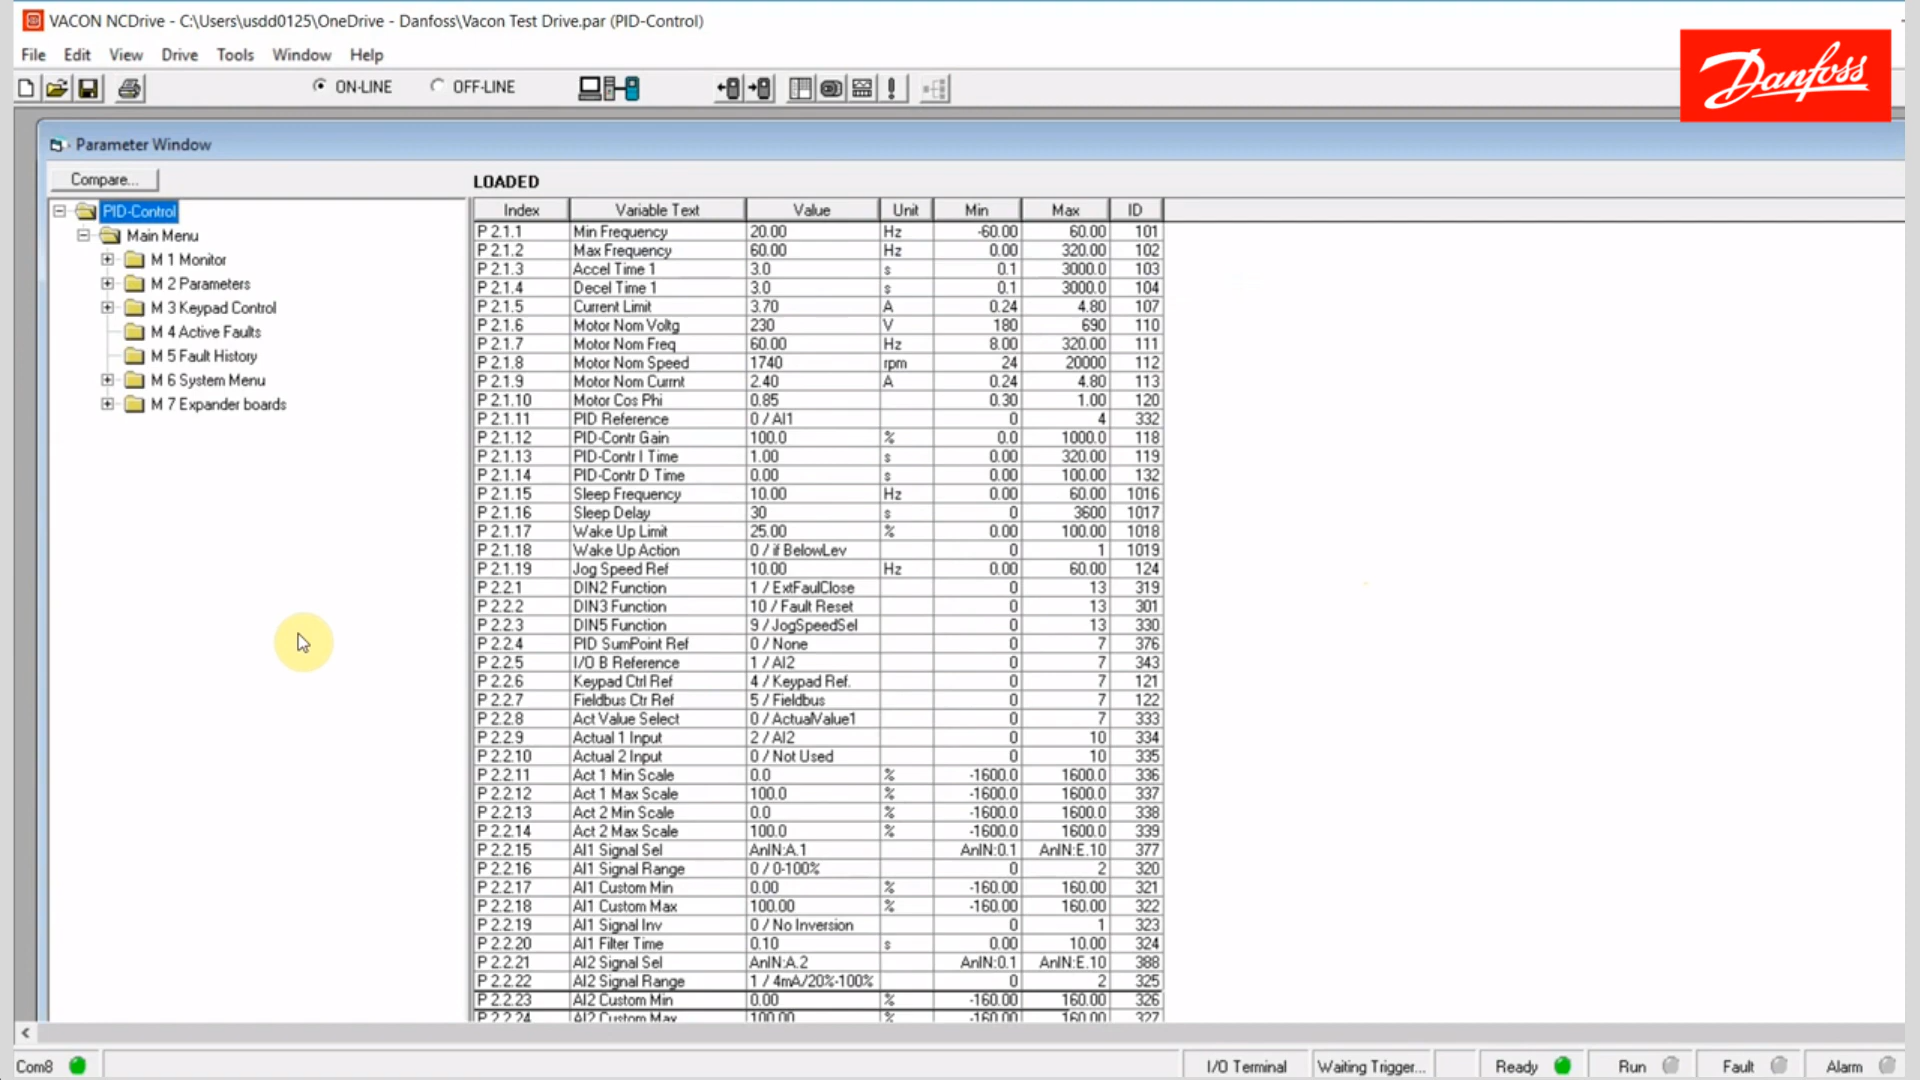 VACON NCDrive - C:\Users\usdd0125\OneDrive - Danfoss\Vacon Test Drive.par (PID-Control)
File Edit View Drive Tools Window Help
Danfoss
ON-LINE OFF-LINE
Parameter Window
Compare...
LOADED
PID-Control
Main Menu
M 1 Monitor
M 2 Parameters
M 3 Keypad Control
M 4 Active Faults
M 5 Fault History
M 6 System Menu
M 7 Expander boards
Index Variable Text Value Unit Min Max ID
P 2.1.1 Min Frequency 20.00 Hz -60.00 60.00 101
P 2.1.2 Max Frequency 60.00 Hz 0.00 320.00 102
P 2.1.3 Accel Time 1 3.0 s 0.1 3000.0 103
P 2.1.4 Decel Time 1 3.0 s 0.1 3000.0 104
P 2.1.5 Current Limit 3.70 A 0.24 4.80 107
P 2.1.6 Motor Nom Voltg 230 V 180 690 110
P 2.1.7 Motor Nom Freq 60.00 Hz 8.00 320.00 111
P 2.1.8 Motor Nom Speed 1740 rpm 24 20000 112
P 2.1.9 Motor Nom Currnt 2.40 A 0.24 4.80 113
P 2.1.10 Motor Cos Phi 0.85 0.30 1.00 120
P 2.1.11 PID Reference 0 / AI1 0 4 332
P 2.1.12 PID-Contr Gain 100.0 % 0.0 1000.0 118
P 2.1.13 PID-Contr I Time 1.00 s 0.00 320.00 119
P 2.1.14 PID-Contr D Time 0.00 s 0.00 100.00 132
P 2.1.15 Sleep Frequency 10.00 Hz 0.00 60.00 1016
P 2.1.16 Sleep Delay 30 s 0 3600 1017
P 2.1.17 Wake Up Limit 25.00 % 0.00 100.00 1018
P 2.1.18 Wake Up Action 0 / if BelowLev 0 1 1019
P 2.1.19 Jog Speed Ref 10.00 Hz 0.00 60.00 124
P 2.2.1 DIN2 Function 1 / ExtFaulClose 0 13 319
P 2.2.2 DIN3 Function 10 / Fault Reset 0 13 301
P 2.2.3 DIN5 Function 9 / JogSpeedSel 0 13 330
P 2.2.4 PID SumPoint Ref 0 / None 0 7 376
P 2.2.5 I/O B Reference 1 / AI2 0 7 343
P 2.2.6 Keypad Ctrl Ref 4 / Keypad Ref. 0 7 121
P 2.2.7 Fieldbus Ctr Ref 5 / Fieldbus 0 7 122
P 2.2.8 Act Value Select 0 / ActualValue1 0 7 333
P 2.2.9 Actual 1 Input 2 / AI2 0 10 334
P 2.2.10 Actual 2 Input 0 / Not Used 0 10 335
P 2.2.11 Act 1 Min Scale 0.0 % -1600.0 1600.0 336
P 2.2.12 Act 1 Max Scale 100.0 % -1600.0 1600.0 337
P 2.2.13 Act 2 Min Scale 0.0 % -1600.0 1600.0 338
P 2.2.14 Act 2 Max Scale 100.0 % -1600.0 1600.0 339
P 2.2.15 AI1 Signal Sel AnIN:A.1 AnIN:0.1 AnIN:E.10 377
P 2.2.16 AI1 Signal Range 0 / 0-100% 0 2 320
P 2.2.17 AI1 Custom Min 0.00 % -160.00 160.00 321
P 2.2.18 AI1 Custom Max 100.00 % -160.00 160.00 322
P 2.2.19 AI1 Signal Inv 0 / No Inversion 0 1 323
P 2.2.20 AI1 Filter Time 0.10 s 0.00 10.00 324
P 2.2.21 AI2 Signal Sel AnIN:A.2 AnIN:0.1 AnIN:E.10 388
P 2.2.22 AI2 Signal Range 1 / 4mA/20%-100% 0 2 325
P 2.2.23 AI2 Custom Min 0.00 % -160.00 160.00 326
P 2.2.24 AI2 Custom Max 100.00 % -160.00 160.00 327
Com8 I/O Terminal Waiting Trigger... Ready Run Fault Alarm